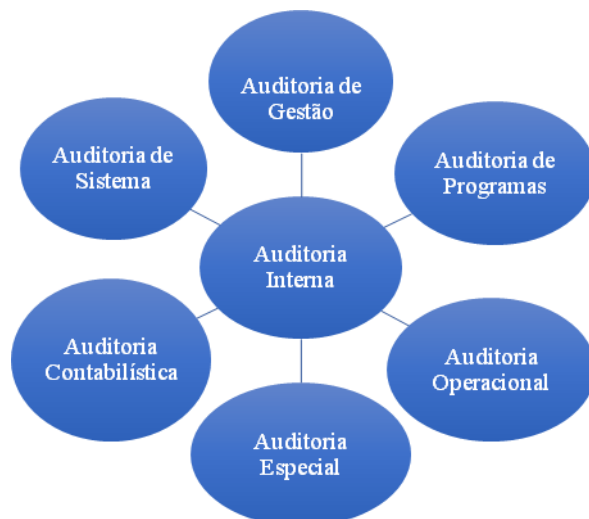 Auditoria de
Gestão
Auditoria de
Sistema
Auditoria de
Programas
Auditoria
Interna
Auditoria
Contabilística
Auditoria
Operacional
Auditoria
Especial